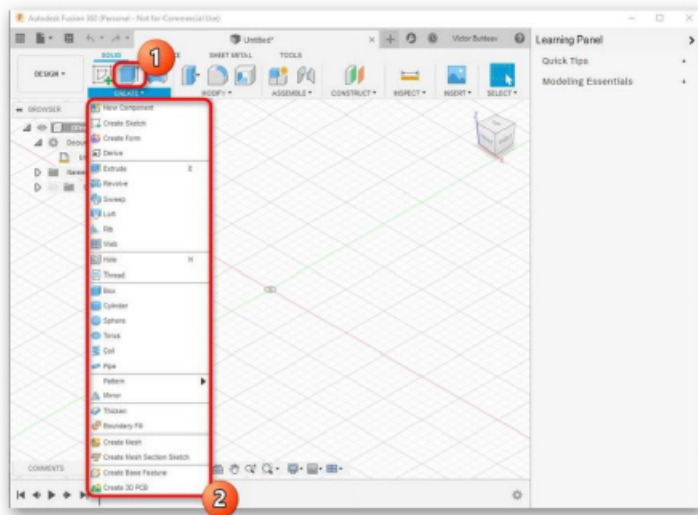 Autodesk Fusion 360 (Personal - Not for Commercial Use)
Untitled*
Victor Bukteev
Learning Panel
SOLID
SHEET METAL
TOOLS
Quick Tips
DESIGN
CREATE
MODIFY
ASSEMBLE
CONSTRUCT
INSPECT
INSERT
SELECT
Modeling Essentials
1
BROWSER
New Component
Create Sketch
Create Form
Derive
Extrude E
Revolve
Sweep
Loft
Rib
Web
Hole H
Thread
Box
Cylinder
Sphere
Torus
Coil
Pipe
Pattern
Mirror
Thicken
Boundary Fill
Create Mesh
Create Mesh Section Sketch
Create Base Feature
Create 3D PCB
COMMENTS
2